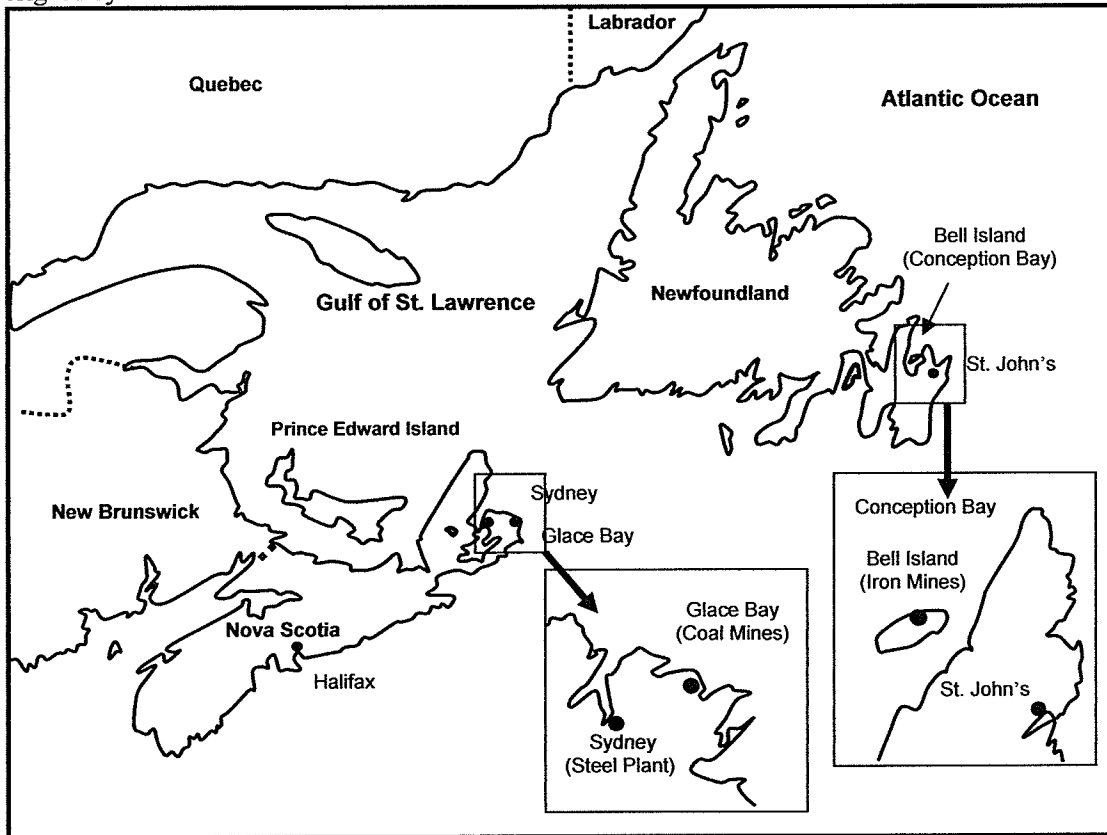 Labrador
Quebec
Atlantic Ocean
Bell Island
(Conception Bay)
Gulf of St. Lawrence
Newfoundland
St. John's
Prince Edward Island
Sydney
New Brunswick
Glace Bay
Conception Bay
Bell Island
(Iron Mines)
Glace Bay
(Coal Mines)
Nova Scotia
Halifax
St. John's
Sydney
(Steel Plant)